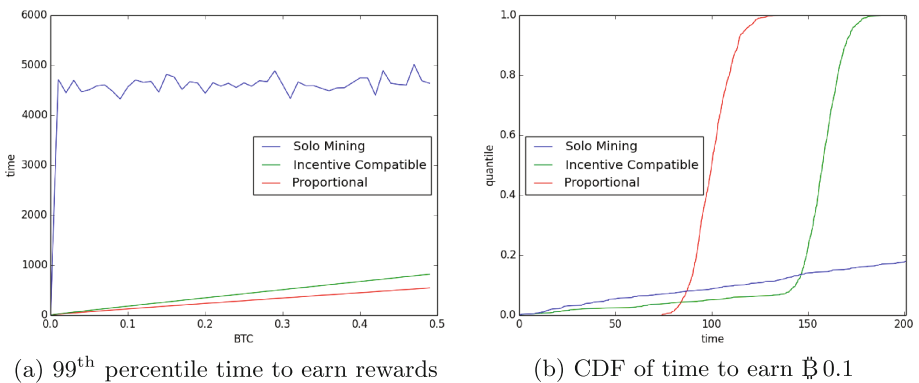 6000
5000
4000
3000
2000
1000
0
time
0.0 0.1 0.2 0.3 0.4 0.5
BTC
Solo Mining
Incentive Compatible
Proportional
(a) 99th percentile time to earn rewards
1.0
0.8
0.6
0.4
0.2
0.0
quantile
0 50 100 150 200
time
Solo Mining
Incentive Compatible
Proportional
(b) CDF of time to earn ₿ 0.1